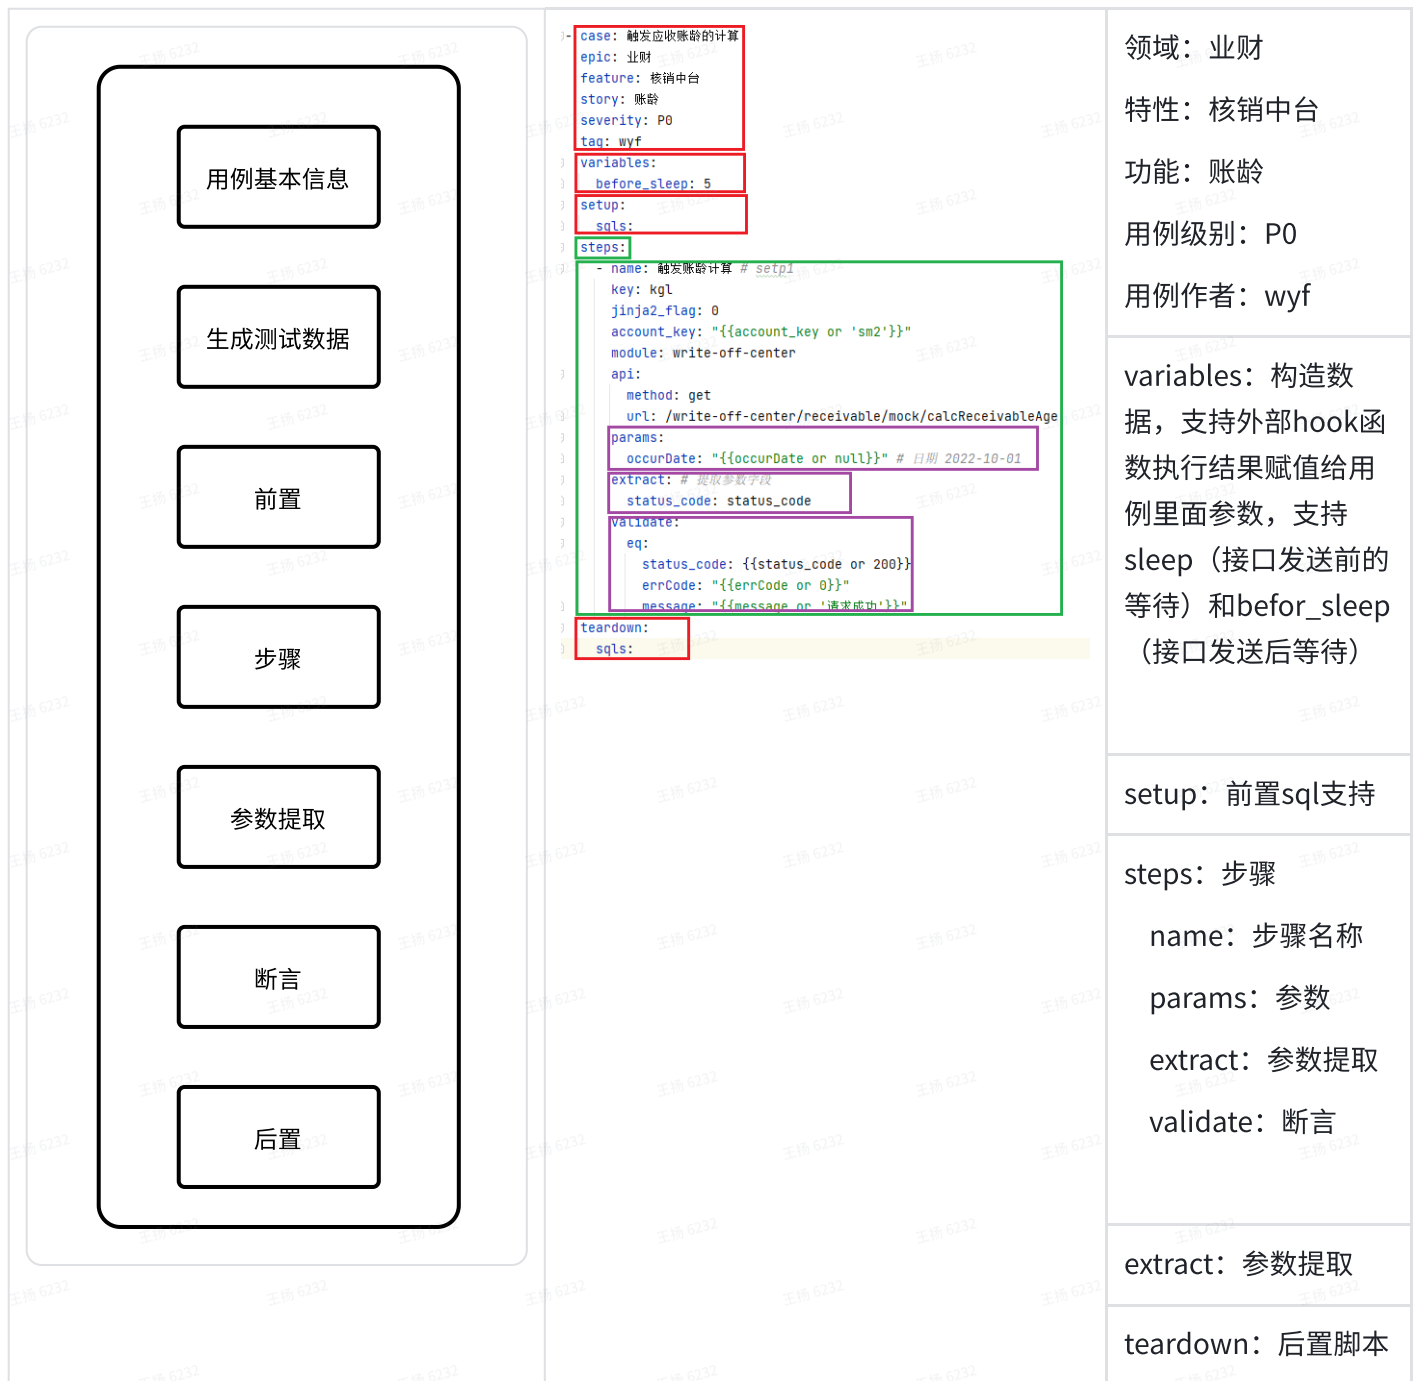 用例基本信息
生成测试数据
前置
步骤
参数提取
断言
后置
- case: 触发应收账龄的计算
epic: 业财
feature: 核销中台
story: 账龄
severity: P0
tag: wyf
variables:
before_sleep: 5
setup:
sqls:
steps:
- name: 触发账龄计算 # setp1
key: kgl
jinja2_flag: 0
account_key: "{{account_key or 'sm2'}}"
module: write-off-center
api:
method: get
url: /write-off-center/receivable/mock/calcReceivableAge
params:
occurDate: "{{occurDate or null}}" # 日期 2022-10-01
extract: # 提取参数字段
status_code: status_code
validate:
eq:
status_code: {{status_code or 200}}
errCode: "{{errCode or 0}}"
message: "{{message or '请求成功'}}"
teardown:
sqls:
领域：业财
特性：核销中台
功能：账龄
用例级别：P0
用例作者：wyf
variables：构造数
据，支持外部hook函
数执行结果赋值给用
例里面参数，支持
sleep（接口发送前的
等待）和befor_sleep
（接口发送后等待）
setup：前置sql支持
steps：步骤
name：步骤名称
params：参数
extract：参数提取
validate：断言
extract：参数提取
teardown：后置脚本
王扬 6232